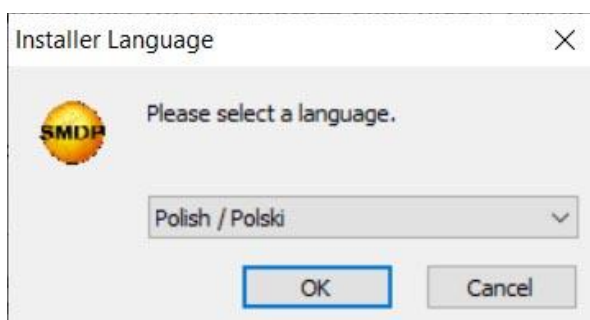 Installer Language
SMDP
Please select a language.
Polish / Polski
OK
Cancel